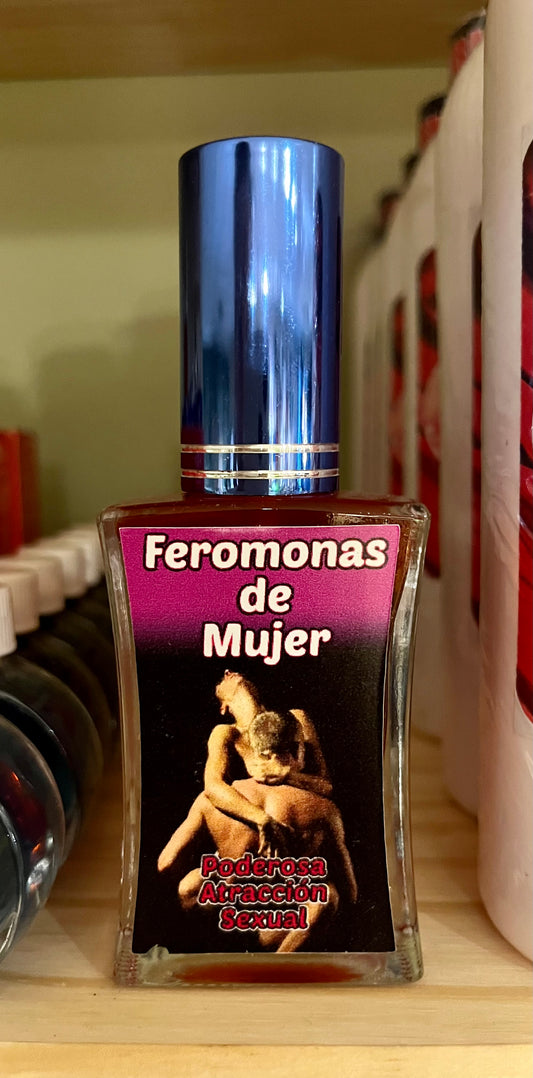 Feromonas
de
Mujer
Poderosa
Atracción
Sexual